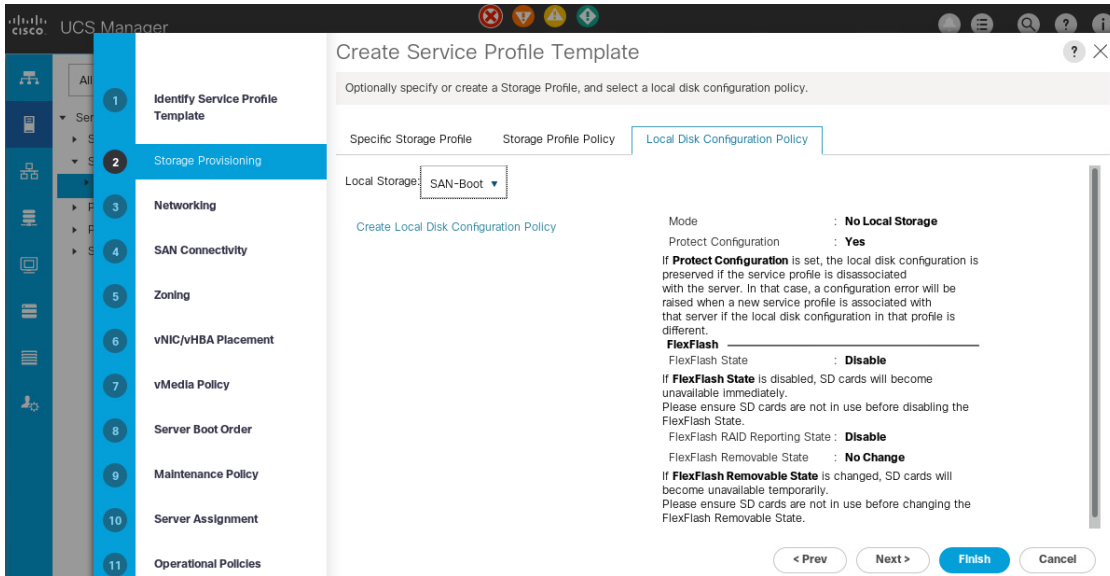 cisco.
UCS Manager
All
Ser
S
S
P
P
S
1 Identify Service Profile
Template
2 Storage Provisioning
3 Networking
4 SAN Connectivity
5 Zoning
6 vNIC/vHBA Placement
7 vMedia Policy
8 Server Boot Order
9 Maintenance Policy
10 Server Assignment
11 Operational Policies
Create Service Profile Template
? ×
Optionally specify or create a Storage Profile, and select a local disk configuration policy.
Specific Storage Profile Storage Profile Policy Local Disk Configuration Policy
Local Storage: SAN-Boot ▼
Create Local Disk Configuration Policy
Mode : No Local Storage
Protect Configuration : Yes
If Protect Configuration is set, the local disk configuration is
preserved if the service profile is disassociated
with the server. In that case, a configuration error will be
raised when a new service profile is associated with
that server if the local disk configuration in that profile is
different.
FlexFlash
FlexFlash State : Disable
If FlexFlash State is disabled, SD cards will become
unavailable immediately.
Please ensure SD cards are not in use before disabling the
FlexFlash State.
FlexFlash RAID Reporting State : Disable
FlexFlash Removable State : No Change
If FlexFlash Removable State is changed, SD cards will
become unavailable temporarily.
Please ensure SD cards are not in use before changing the
FlexFlash Removable State.
< Prev Next > Finish Cancel